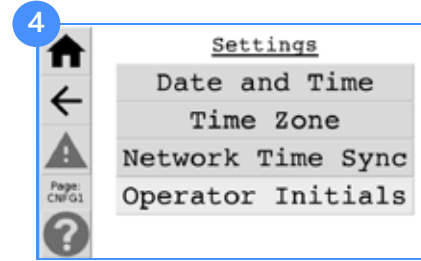 4
Settings
Date and Time
Time Zone
Network Time Sync
Page:
CNFG1
Operator Initials
?